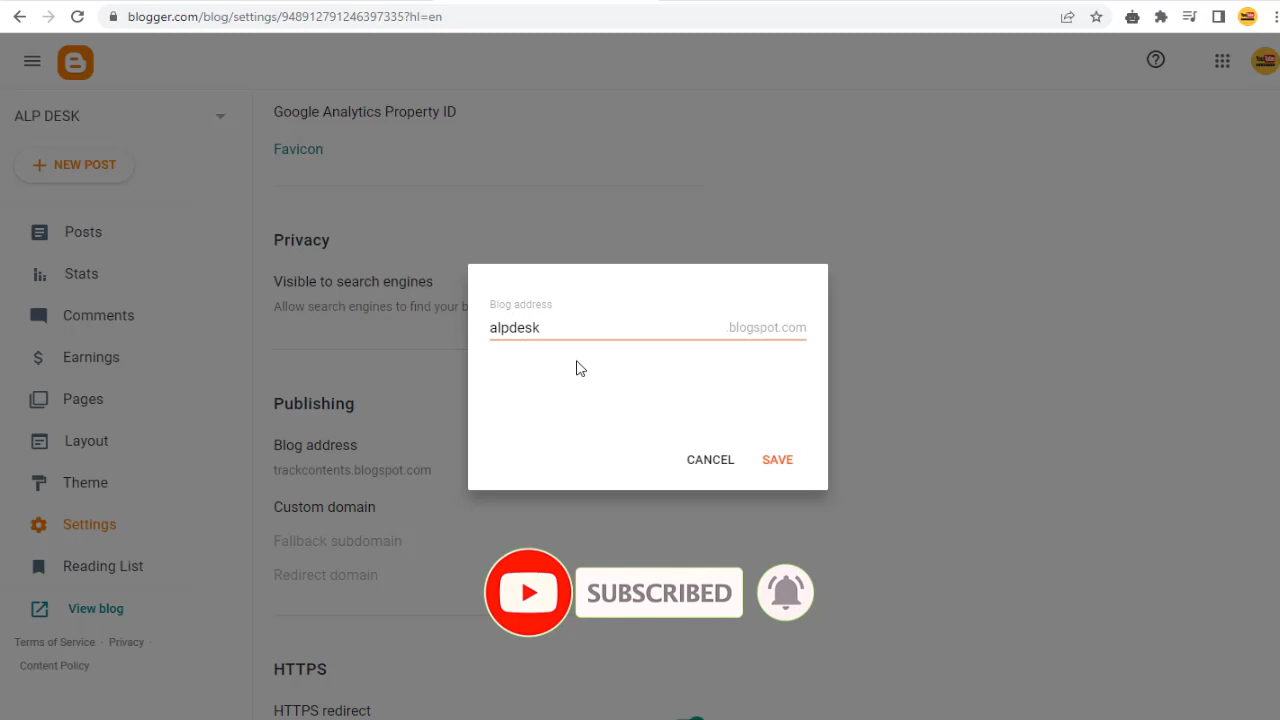 blogger.com/blog/settings/948912791246397335?hl=en
ALP DESK
NEW POST
Posts
Stats
Comments
Earnings
Pages
Layout
Theme
Settings
Reading List
View blog
Terms of Service · Privacy ·
Content Policy
Google Analytics Property ID
Favicon
Privacy
Visible to search engines
Allow search engines to find your b
Publishing
Blog address
trackcontents.blogspot.com
Custom domain
Fallback subdomain
Redirect domain
HTTPS
HTTPS redirect
Blog address
alpdesk .blogspot.com
CANCEL SAVE
SUBSCRIBED